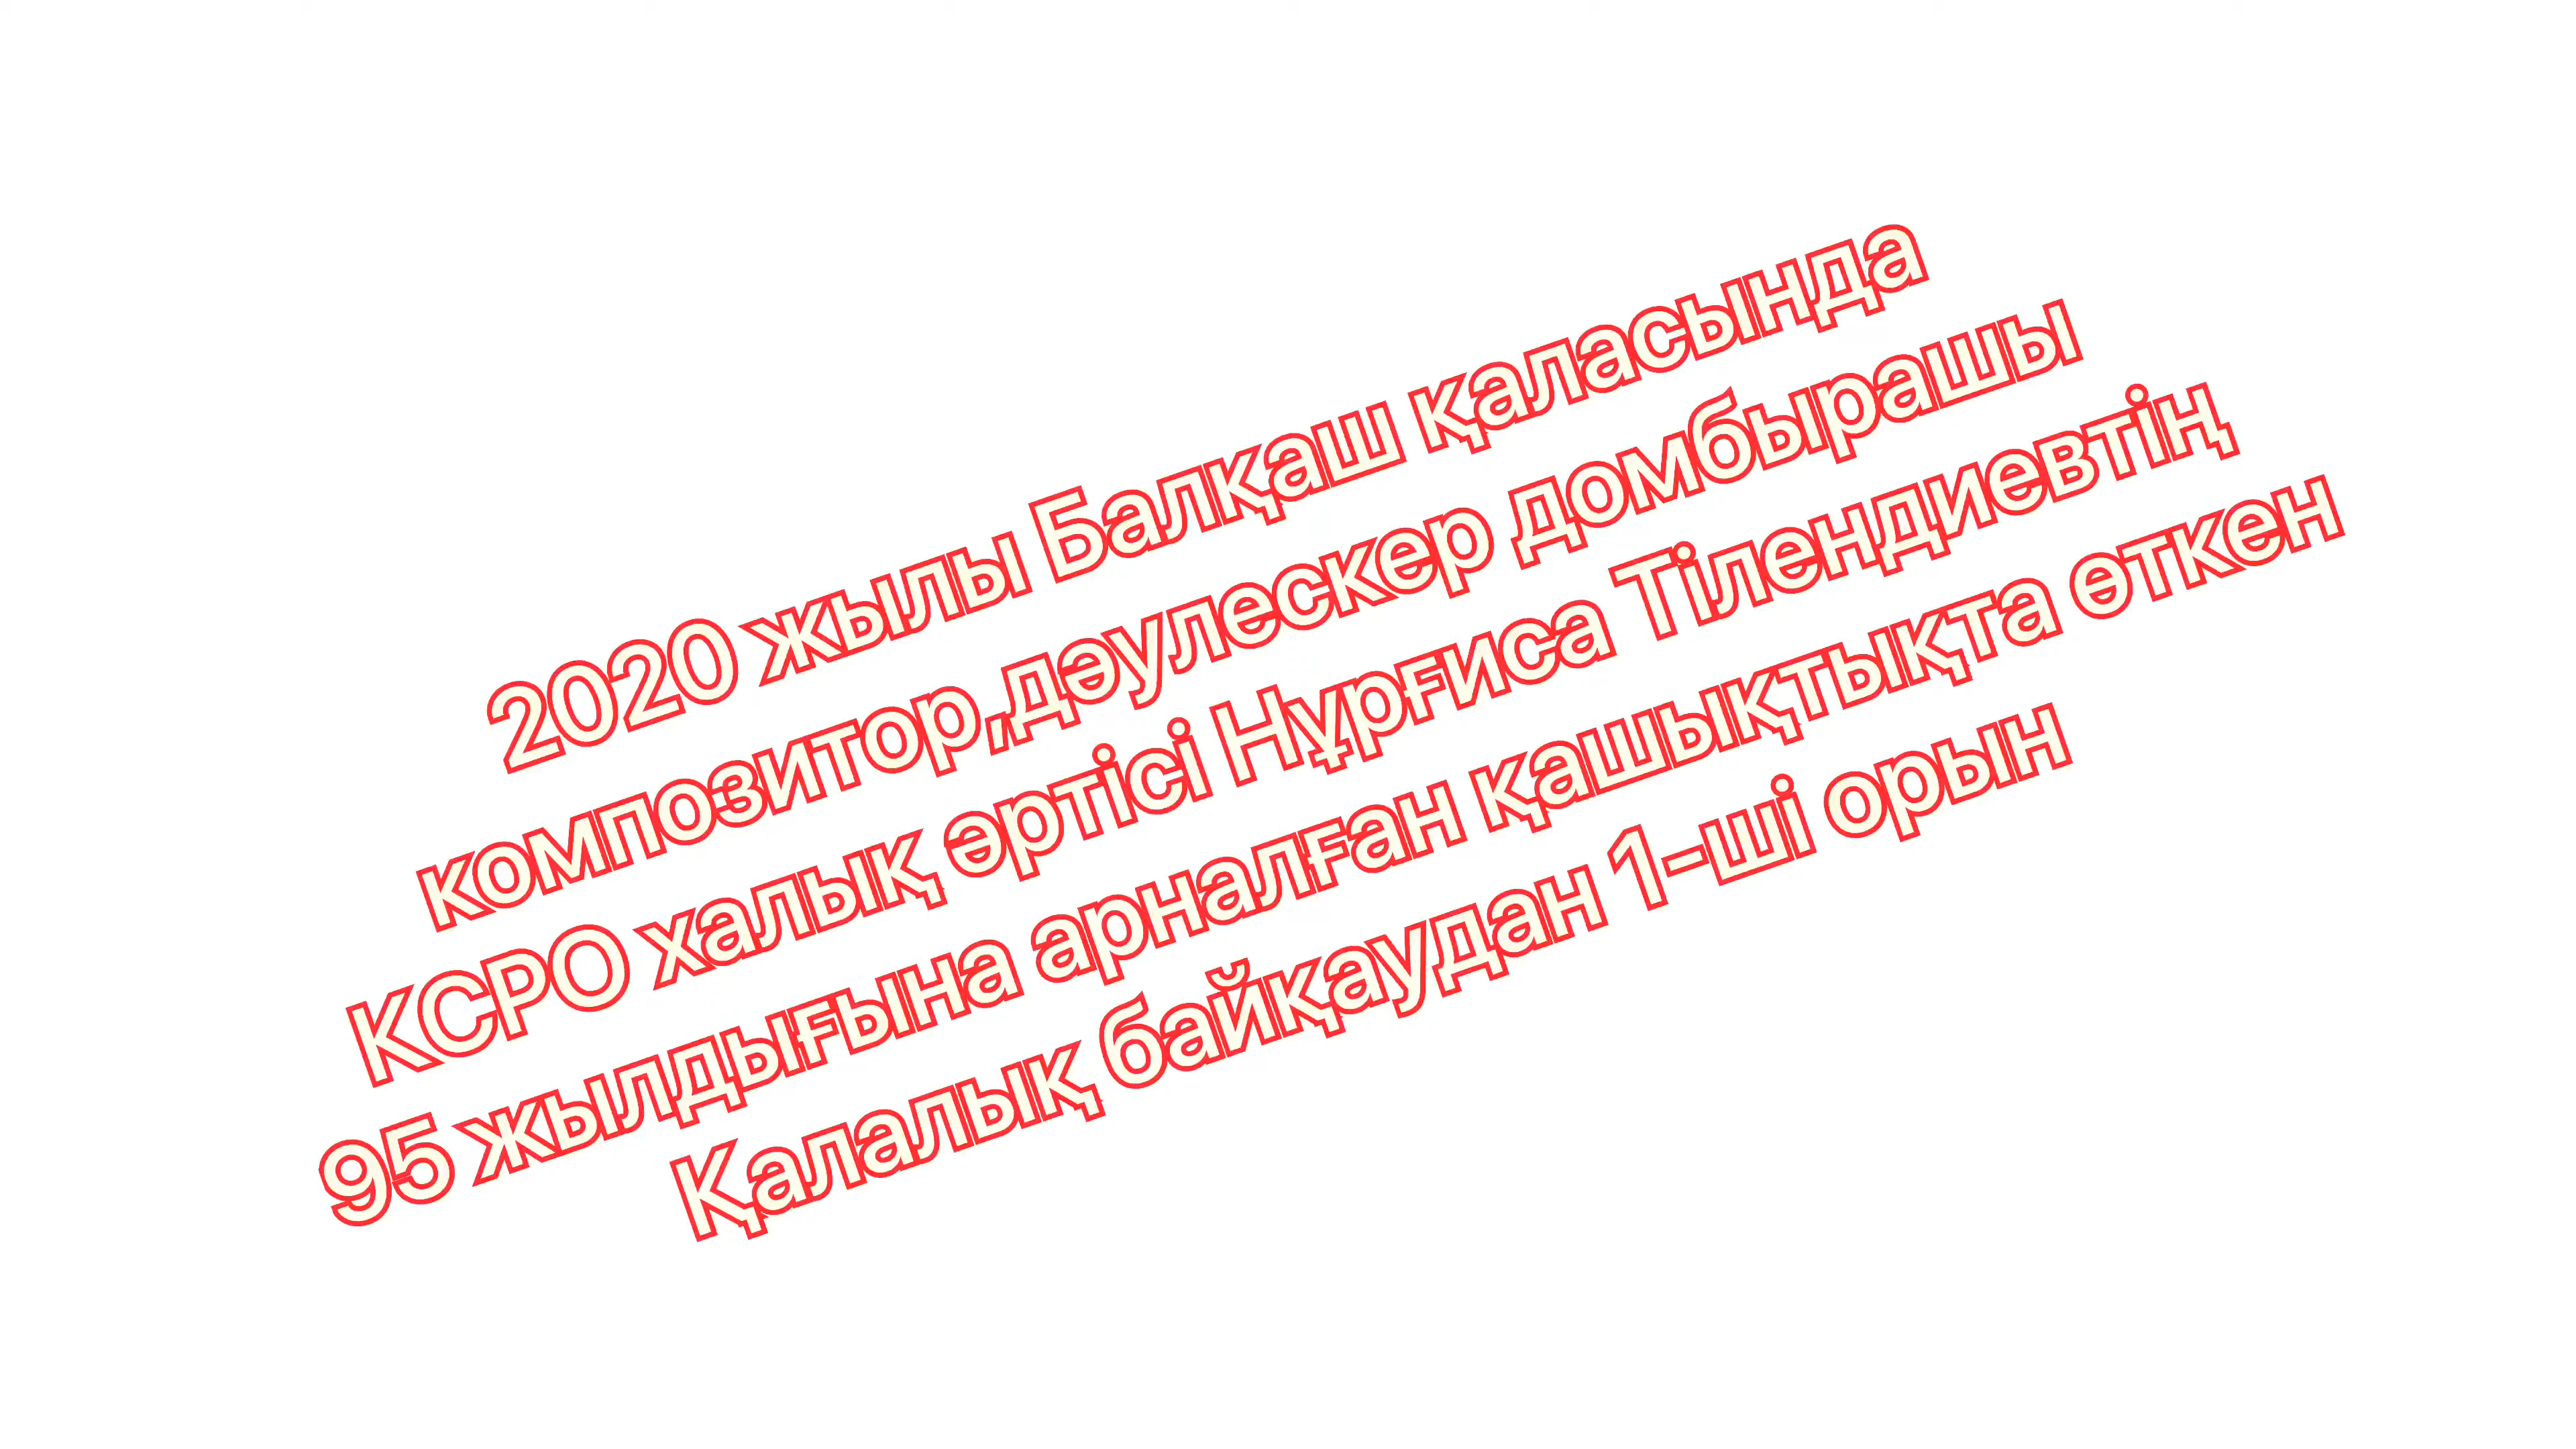 2020 жылы Балқаш қаласында
композитор,дәулескер домбырашы
КСРО халық әртісі Нұрғиса Тілендиевтің
95 жылдығына арналған қашықтықта өткен
Қалалық байқаудан 1-ші орын